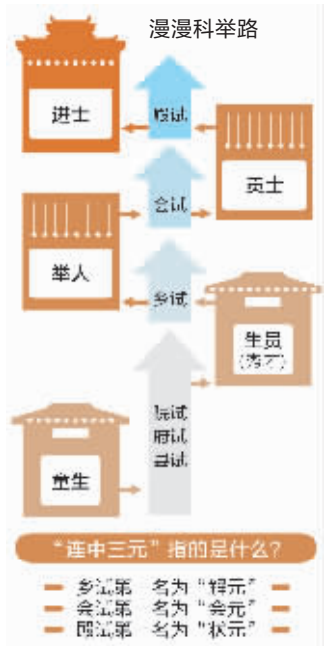 漫漫科举路
进士
殿试
贡士
会试
举人
乡试
生员
(秀才)
院试
府试
县试
童生
“连中三元”指的是什么?
乡试第 名为“解元”
会试第 名为“会元”
殿试第 名为“状元”